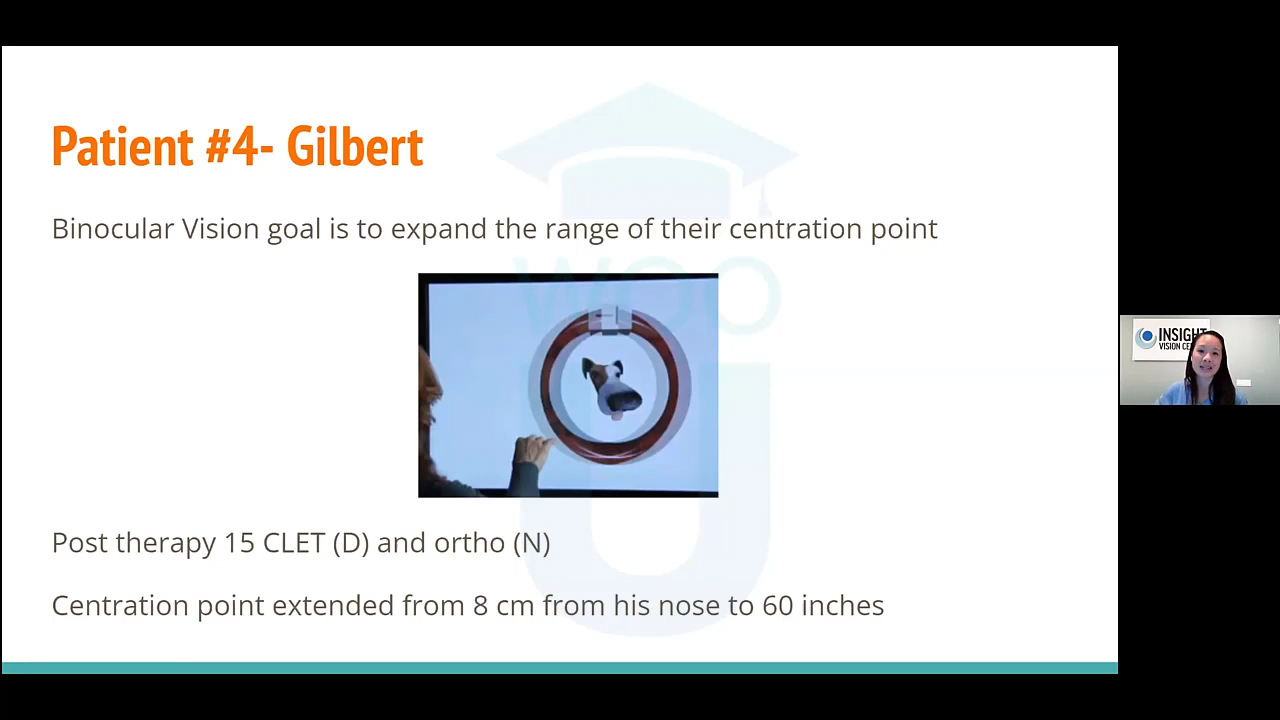 Patient #4- Gilbert
Binocular Vision goal is to expand the range of their centration point
WOO
U
Post therapy 15 CLET (D) and ortho (N)
Centration point extended from 8 cm from his nose to 60 inches
INSIGHT
VISION CE